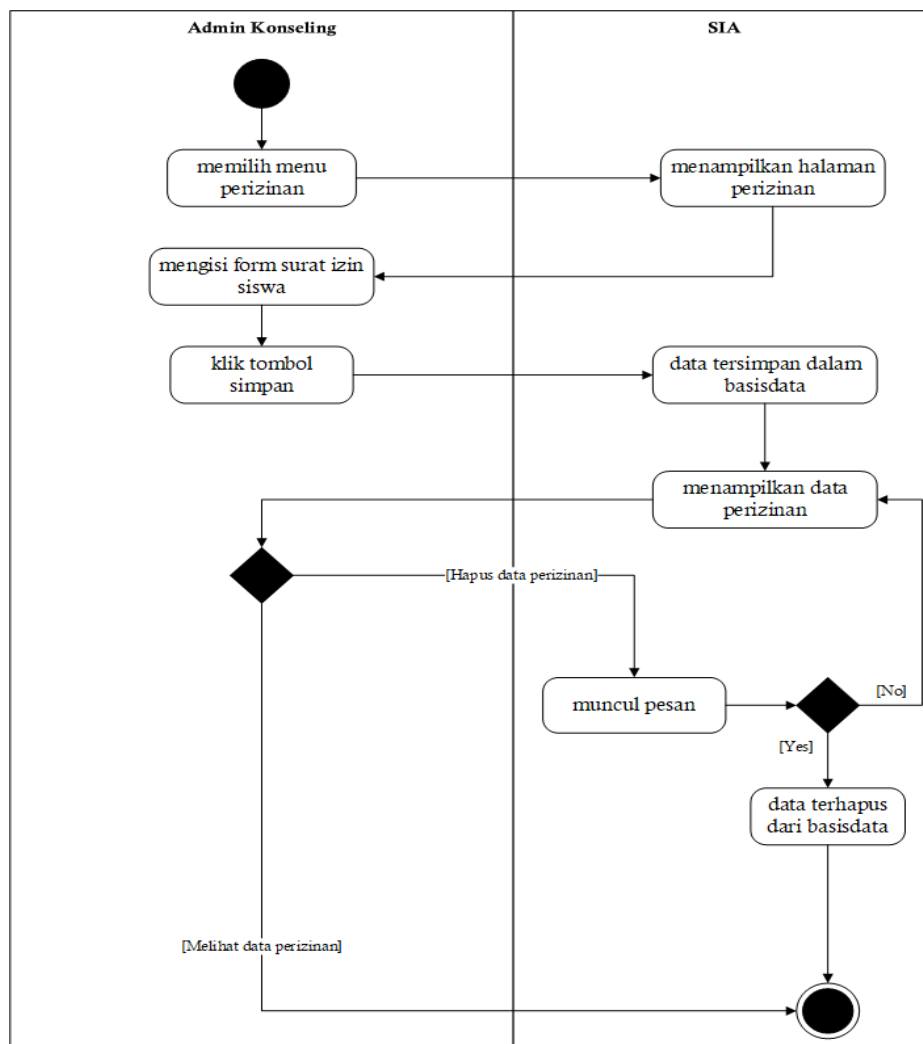 Admin Konseling
SIA
memilih menu
perizinan
menampilkan halaman
perizinan
mengisi form surat izin
siswa
klik tombol
simpan
data tersimpan dalam
basisdata
menampilkan data
perizinan
[Hapus data perizinan]
muncul pesan
[No]
[Yes]
data terhapus
dari basisdata
[Melihat data perizinan]